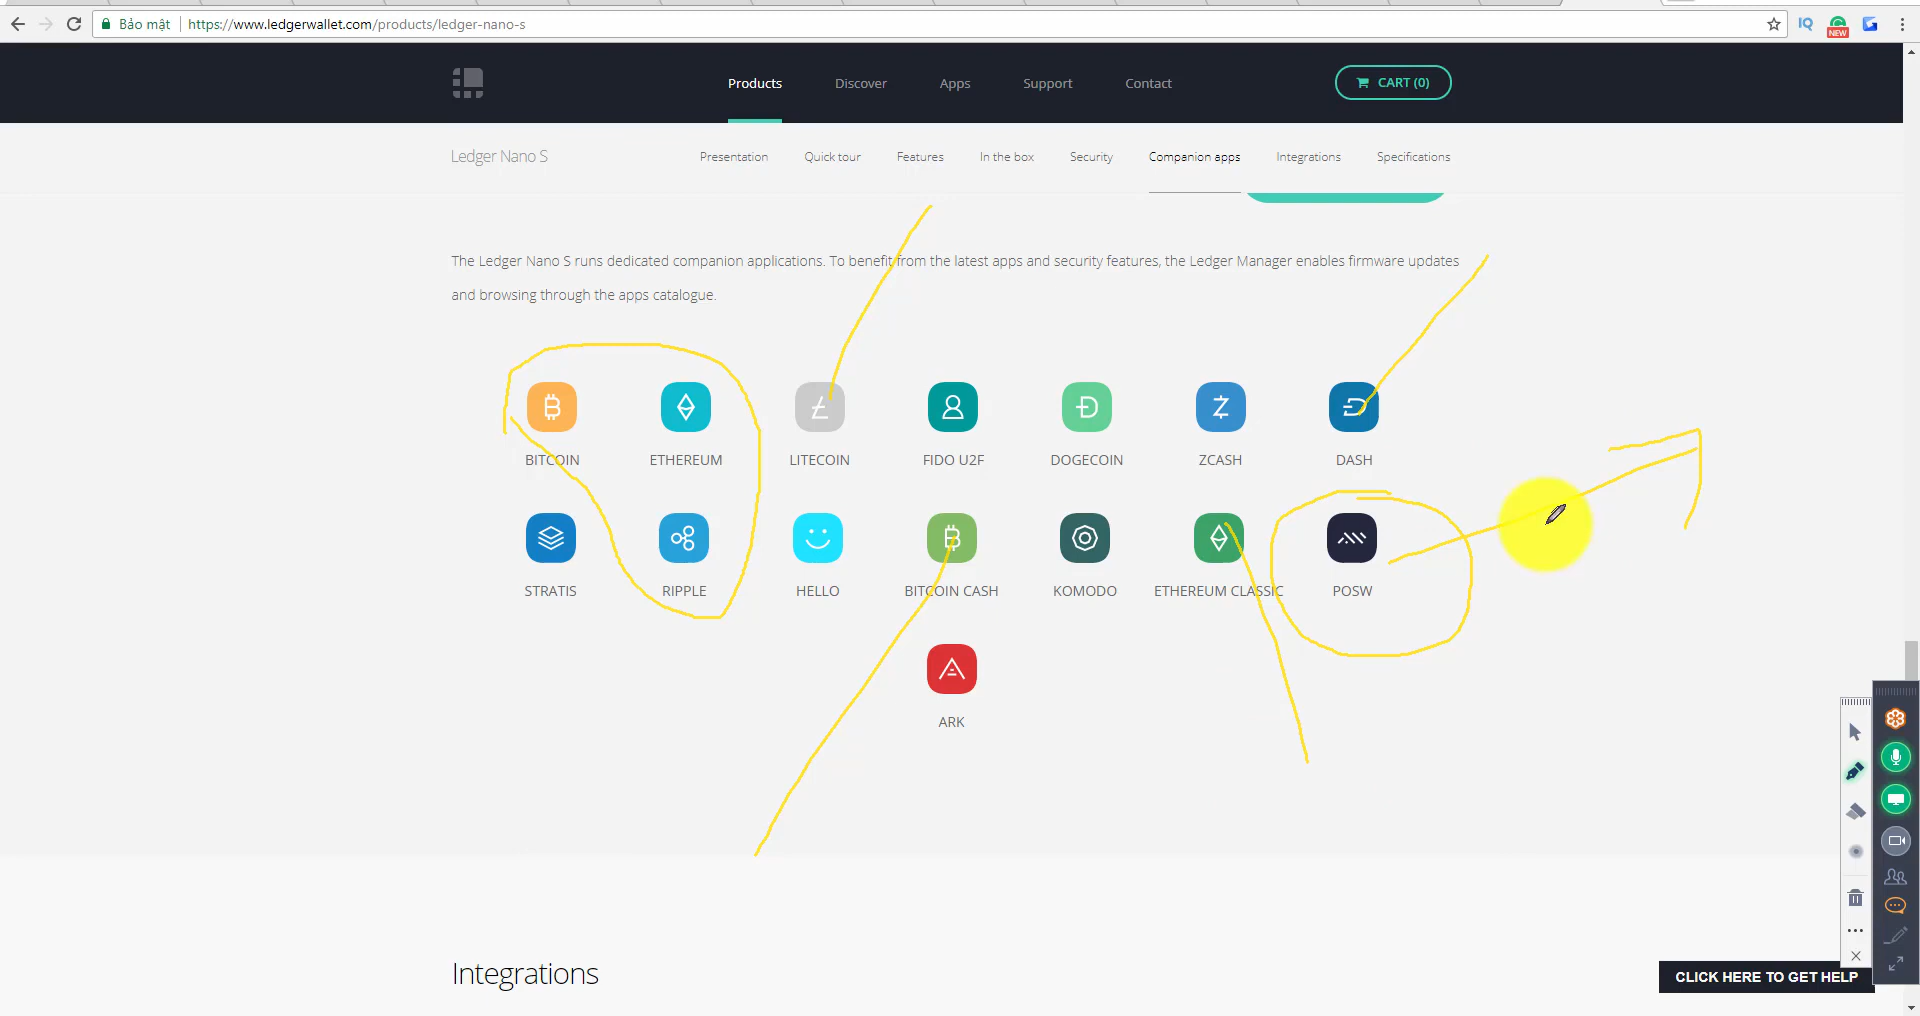 Bảo mật https://www.ledgerwallet.com/products/ledger-nano-s
IQ
NEW
Products Discover Apps Support Contact CART (0)
Ledger Nano S Presentation Quick tour Features In the box Security Companion apps Integrations Specifications
The Ledger Nano S runs dedicated companion applications. To benefit from the latest apps and security features, the Ledger Manager enables firmware updates
and browsing through the apps catalogue.
BITCOIN ETHEREUM LITECOIN FIDO U2F DOGECOIN ZCASH DASH
STRATIS RIPPLE HELLO BITCOIN CASH KOMODO ETHEREUM CLASSIC POSW
ARK
Integrations
CLICK HERE TO GET HELP